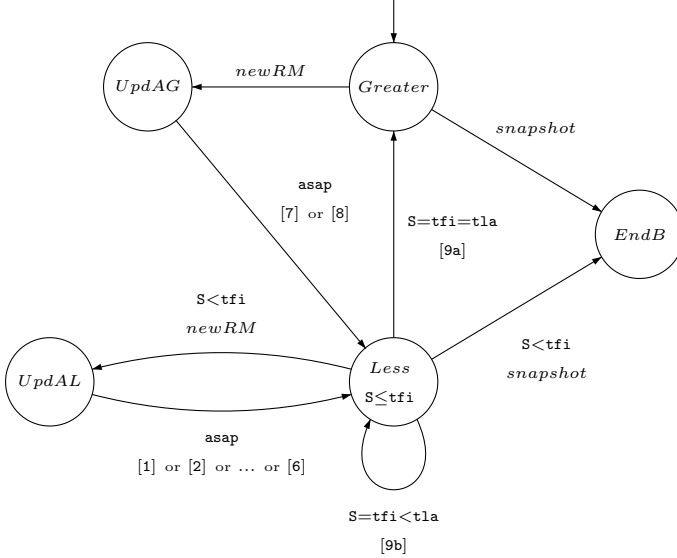 newRM
UpdAG
Greater
snapshot
asap
[7] or [8]
S=tfi=tla
[9a]
EndB
S<tfi
newRM
Less
S≤tfi
S<tfi
snapshot
UpdAL
asap
[1] or [2] or ... or [6]
S=tfi<tla
[9b]